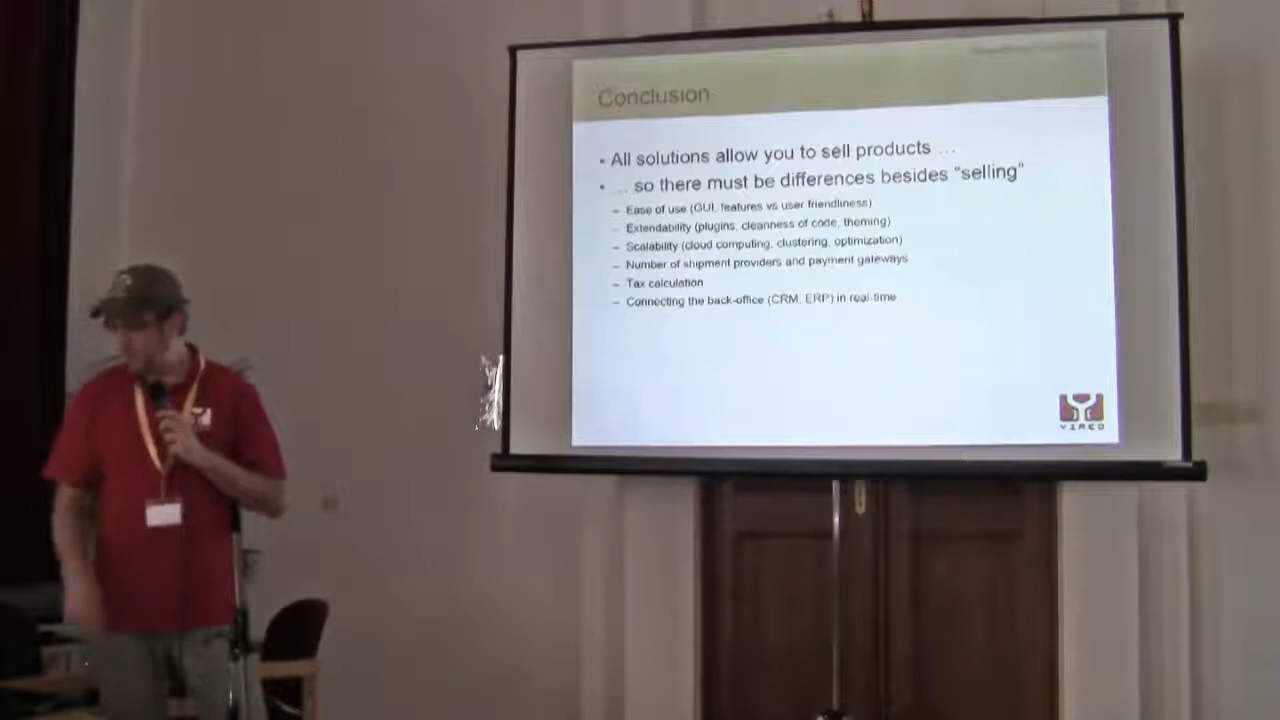 Conclusion
• All solutions allow you to sell products ...
• ... so there must be differences besides “selling”
– Ease of use (GUI, features vs user friendliness)
– Extendability (plugins, cleanness of code, theming)
– Scalability (cloud computing, clustering, optimization)
– Number of shipment providers and payment gateways
– Tax calculation
– Connecting the back-office (CRM, ERP) in real-time
YIREO